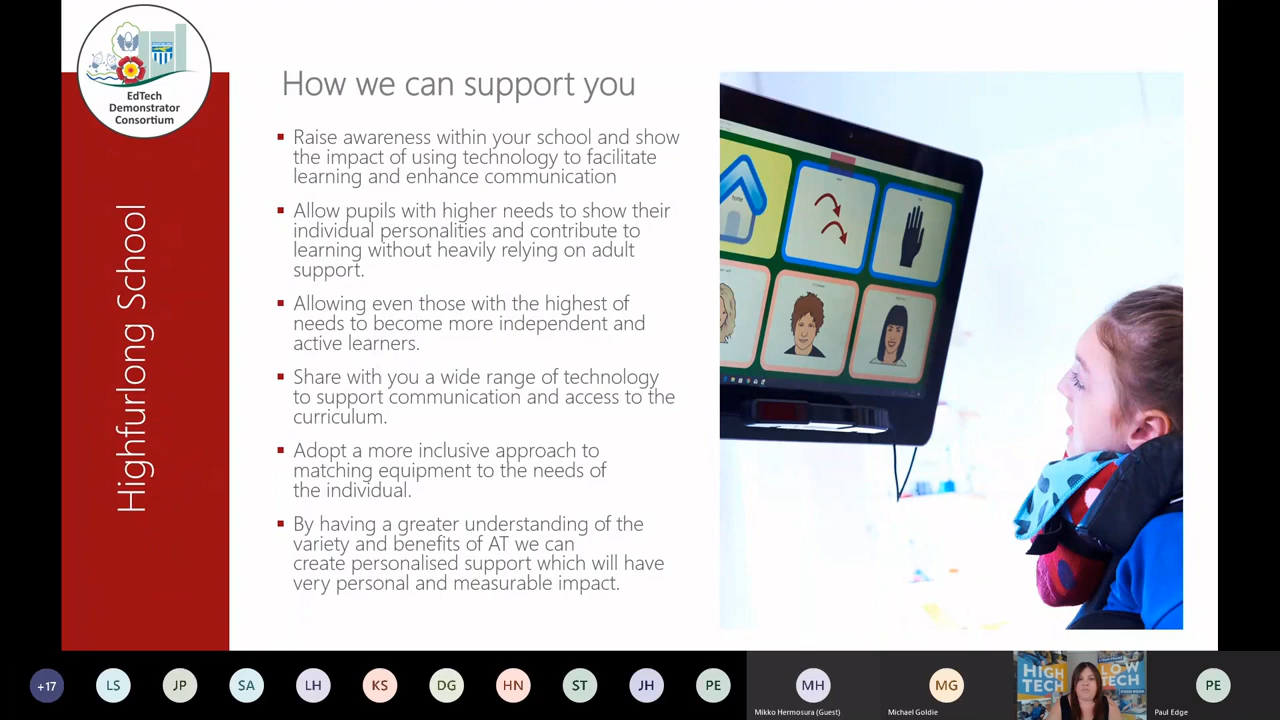 EdTech
Demonstrator
Consortium
Highfurlong School
How we can support you
▪ Raise awareness within your school and show
the impact of using technology to facilitate
learning and enhance communication
▪ Allow pupils with higher needs to show their
individual personalities and contribute to
learning without heavily relying on adult
support.
▪ Allowing even those with the highest of
needs to become more independent and
active learners.
▪ Share with you a wide range of technology
to support communication and access to the
curriculum.
▪ Adopt a more inclusive approach to
matching equipment to the needs of
the individual.
▪ By having a greater understanding of the
variety and benefits of AT we can
create personalised support which will have
very personal and measurable impact.
home
+17
LS
JP
SA
LH
KS
DG
HN
ST
JH
PE
MH
Mikko Hermosura (Guest)
MG
Michael Goldie
HIGH
TECH
LOW
TECH
PE
Paul Edge